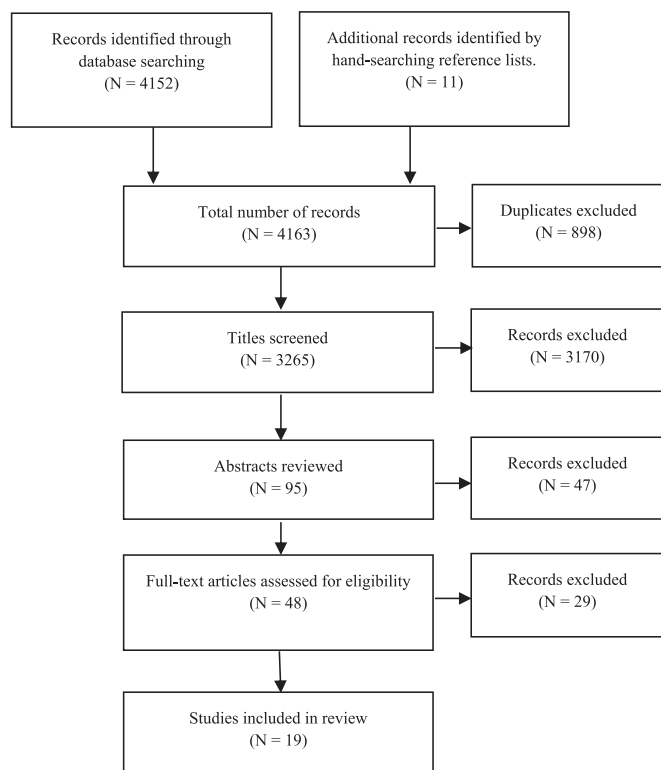 Records identified through
database searching
(N = 4152)
Additional records identified by
hand-searching reference lists.
(N = 11)
Total number of records
(N = 4163)
Duplicates excluded
(N = 898)
Titles screened
(N = 3265)
Records excluded
(N = 3170)
Abstracts reviewed
(N = 95)
Records excluded
(N = 47)
Full-text articles assessed for eligibility
(N = 48)
Records excluded
(N = 29)
Studies included in review
(N = 19)